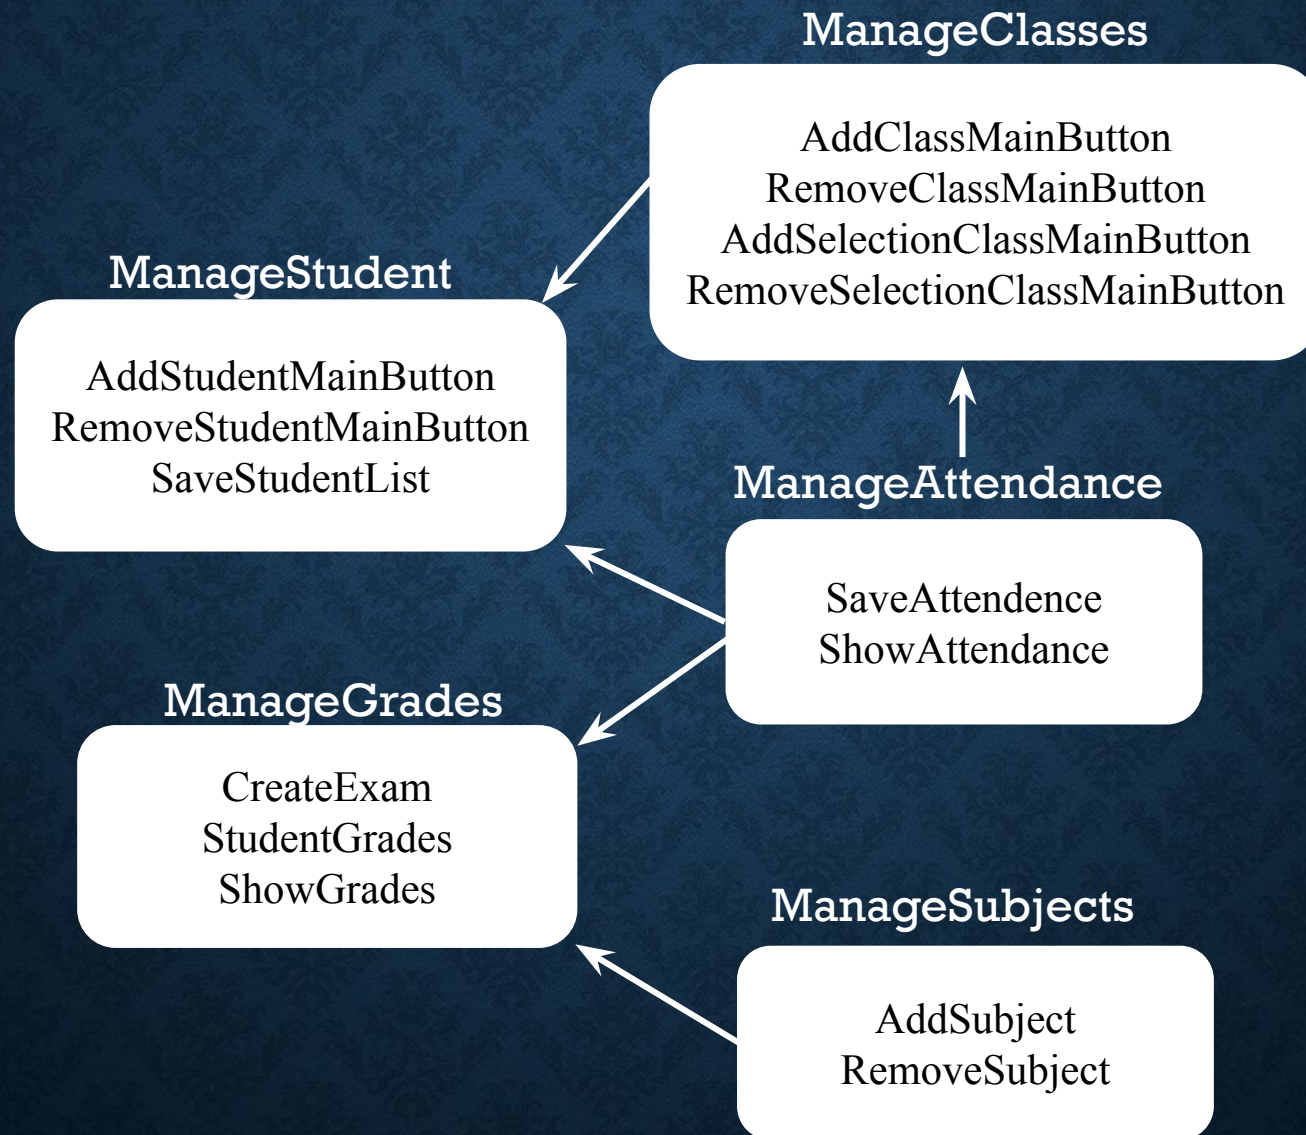 ManageClasses
AddClassMainButton
RemoveClassMainButton
AddSelectionClassMainButton
RemoveSelectionClassMainButton
ManageStudent
AddStudentMainButton
RemoveStudentMainButton
SaveStudentList
ManageAttendance
SaveAttendence
ShowAttendance
ManageGrades
CreateExam
StudentGrades
ShowGrades
ManageSubjects
AddSubject
RemoveSubject